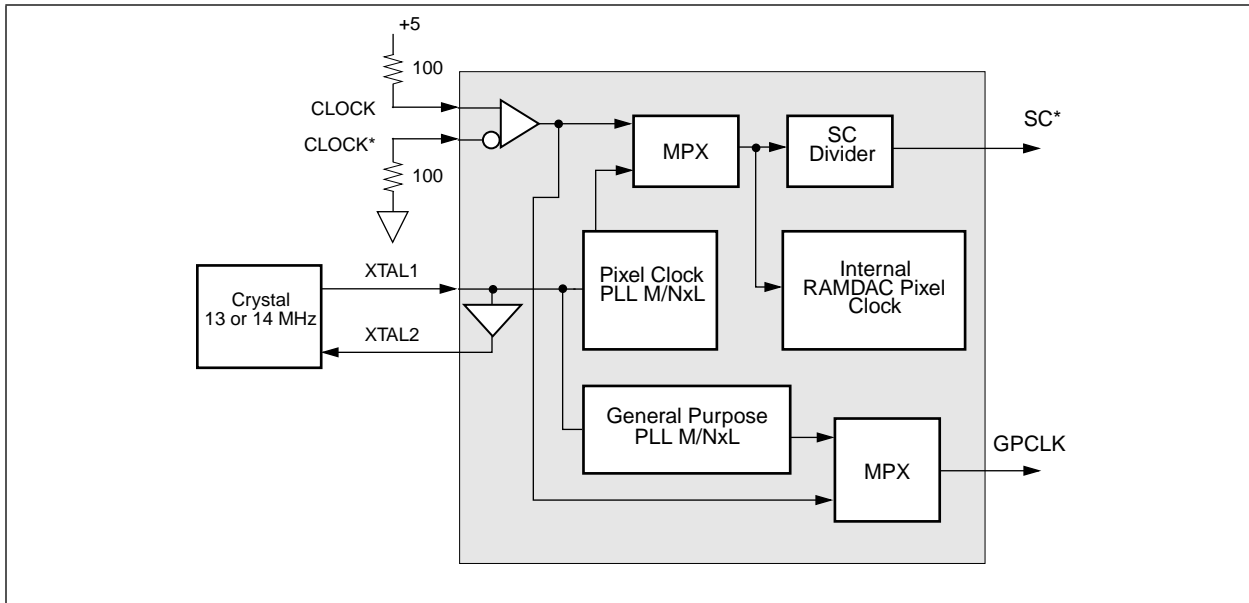 +5
100
CLOCK
CLOCK*
100
MPX
SC
Divider
SC*
XTAL1
Crystal
13 or 14 MHz
XTAL2
Pixel Clock
PLL M/NxL
Internal
RAMDAC Pixel
Clock
General Purpose
PLL M/NxL
MPX
GPCLK